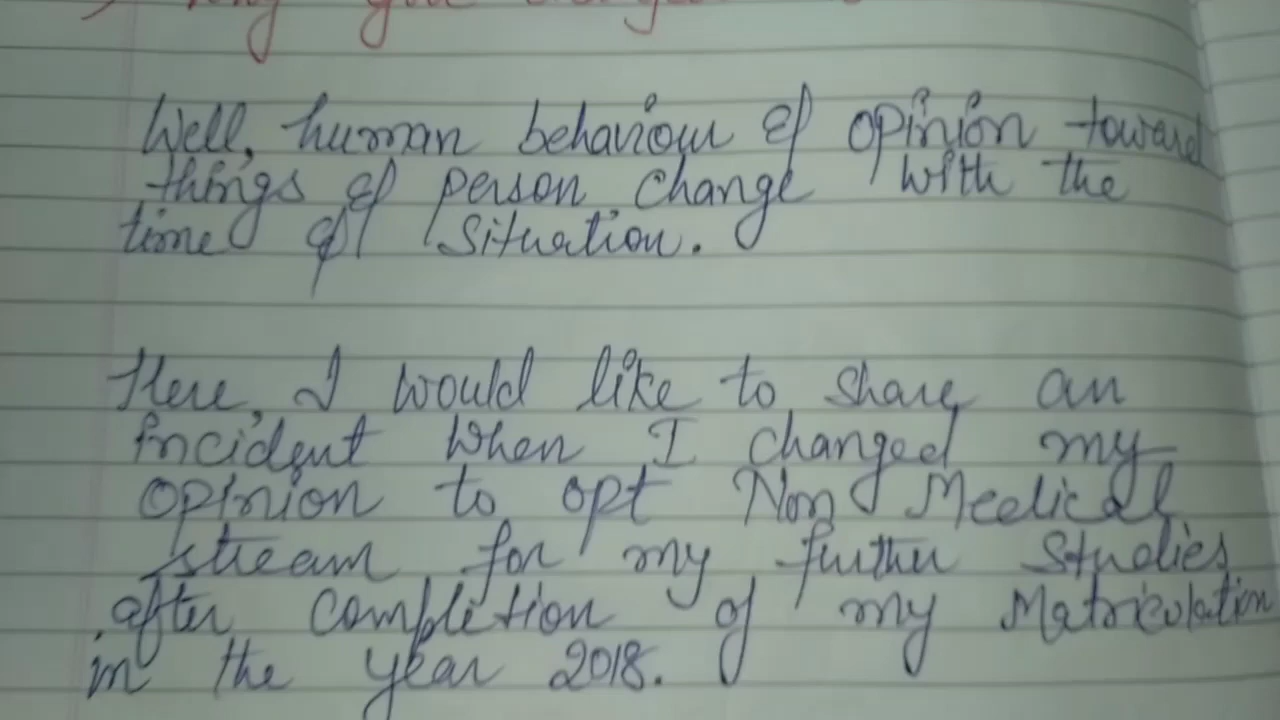 you changed
Well, human behaviour & opinion toward
things & person change with the
time & situation.
Here, I would like to share an
incident when I changed my
opinion to opt Non Medical
stream for my further studies
after completion of my Matriculation
in the year 2018.